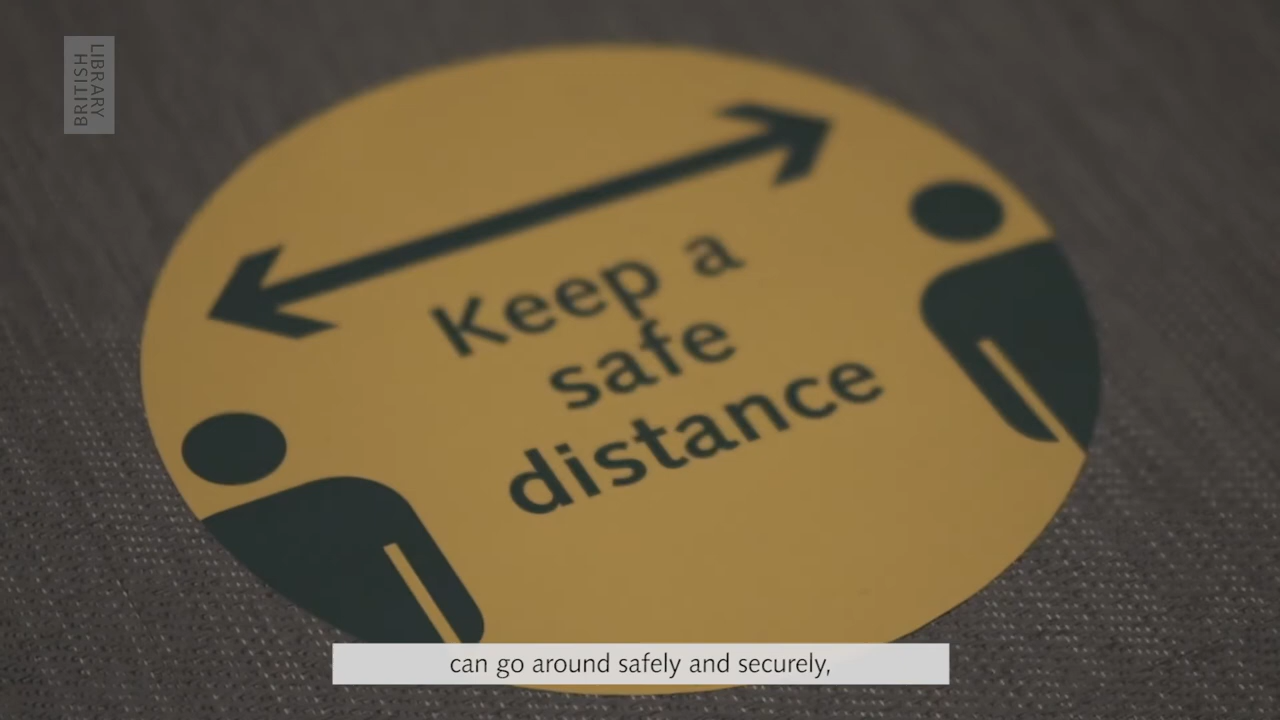 BRITISH
LIBRARY
Keep a
safe
distance
can go around safely and securely,